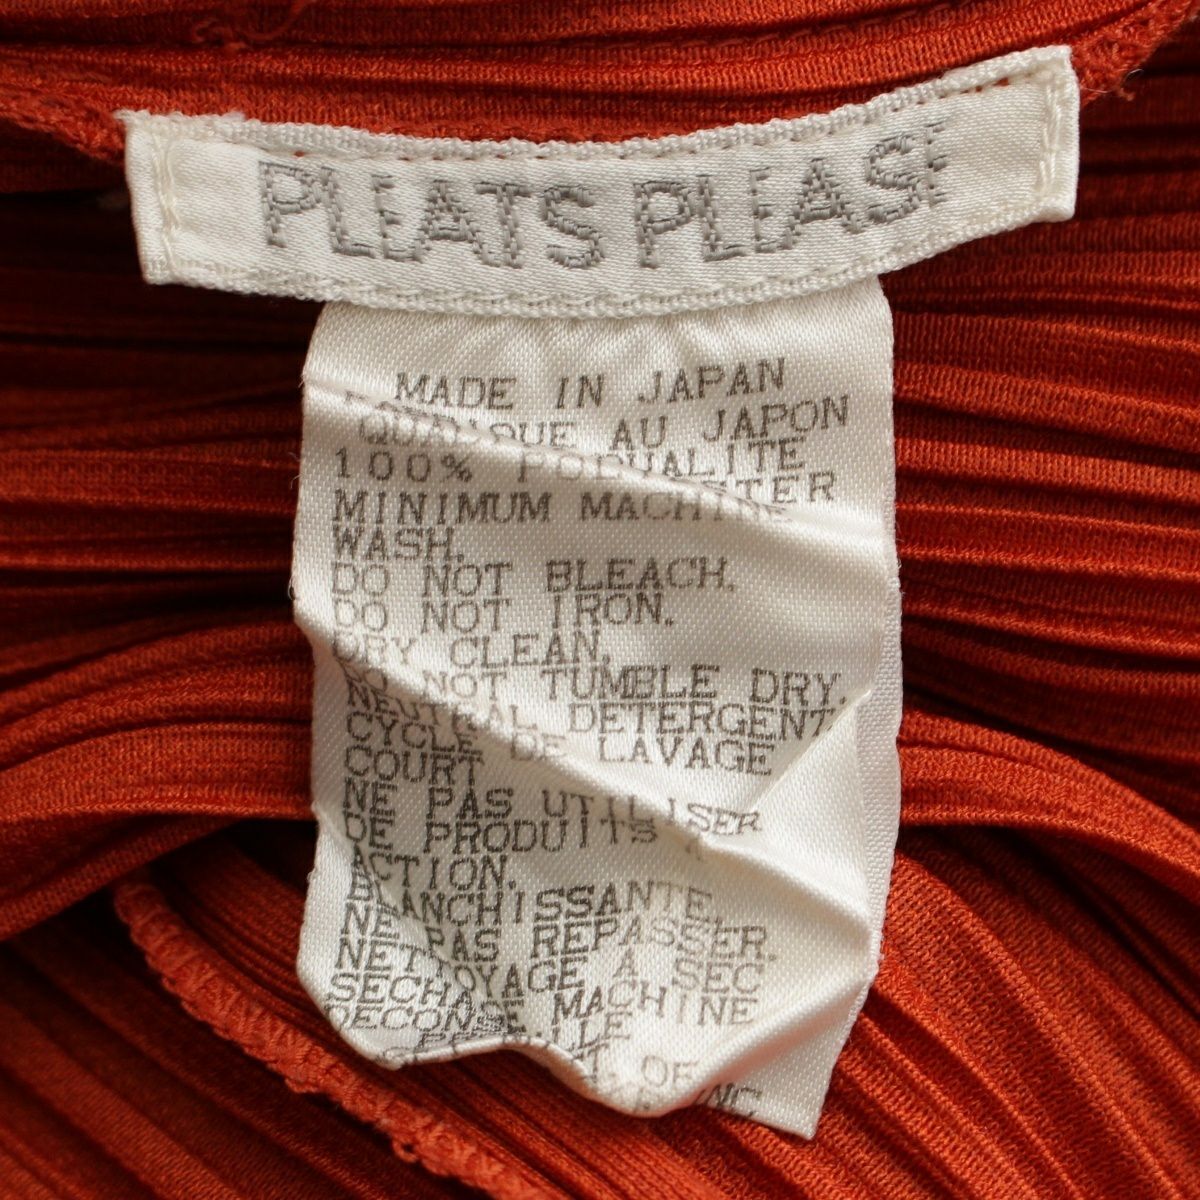 PLEATS PLEASE
MADE IN JAPAN
AU JAPON
100%
MINIMUM MACHINE
WASH.
DO NOT BLEACH.
DO NOT IRON.
DRY CLEAN.
DO NOT TUMBLE DRY.
NEUTRAL DETERGENT.
CYCLE DE LAVAGE
COURT
NE PAS UTILISER
DE PRODUITS A
ACTION.
BLANCHISSANTE.
NE PAS REPASSER.
NETTOYAGE A SEC.
MACHINE